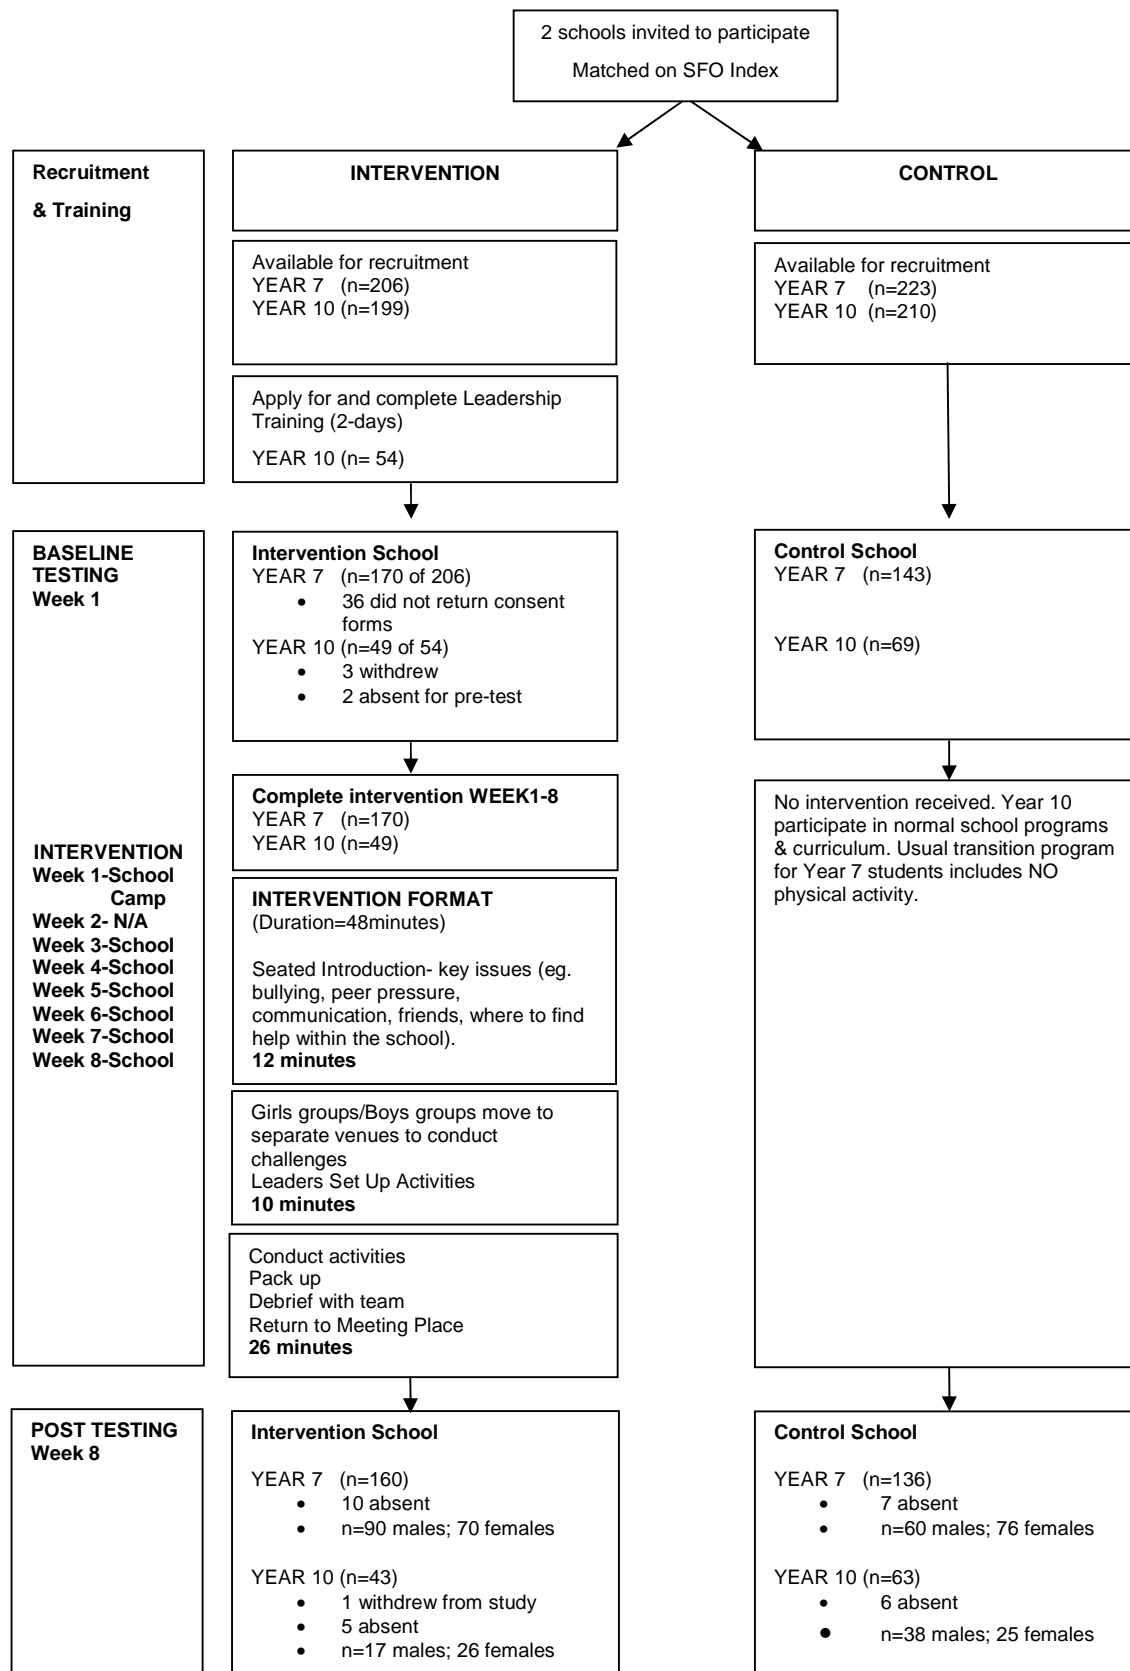 2 schools invited to participate
Matched on SFO Index
Recruitment
& Training
INTERVENTION
CONTROL
Available for recruitment
YEAR 7   (n=206)
YEAR 10 (n=199)
Available for recruitment
YEAR 7    (n=223)
YEAR 10  (n=210)
Apply for and complete Leadership
Training (2-days)
YEAR 10 (n= 54)
BASELINE
TESTING
Week 1
Intervention School
YEAR 7   (n=170 of 206)
• 36 did not return consent
forms
YEAR 10 (n=49 of 54)
• 3 withdrew
• 2 absent for pre-test
Control School
YEAR 7   (n=143)
YEAR 10 (n=69)
INTERVENTION
Week 1-School
Camp
Week 2- N/A
Week 3-School
Week 4-School
Week 5-School
Week 6-School
Week 7-School
Week 8-School
Complete intervention WEEK1-8
YEAR 7   (n=170)
YEAR 10 (n=49)
INTERVENTION FORMAT
(Duration=48minutes)
Seated Introduction- key issues (eg.
bullying, peer pressure,
communication, friends, where to find
help within the school).
12 minutes
Girls groups/Boys groups move to
separate venues to conduct
challenges
Leaders Set Up Activities
10 minutes
Conduct activities
Pack up
Debrief with team
Return to Meeting Place
26 minutes
No intervention received. Year 10
participate in normal school programs
& curriculum. Usual transition program
for Year 7 students includes NO
physical activity.
POST TESTING
Week 8
Intervention School
YEAR 7   (n=160)
• 10 absent
• n=90 males; 70 females
YEAR 10 (n=43)
• 1 withdrew from study
• 5 absent
• n=17 males; 26 females
Control School
YEAR 7   (n=136)
• 7 absent
• n=60 males; 76 females
YEAR 10 (n=63)
• 6 absent
• n=38 males; 25 females